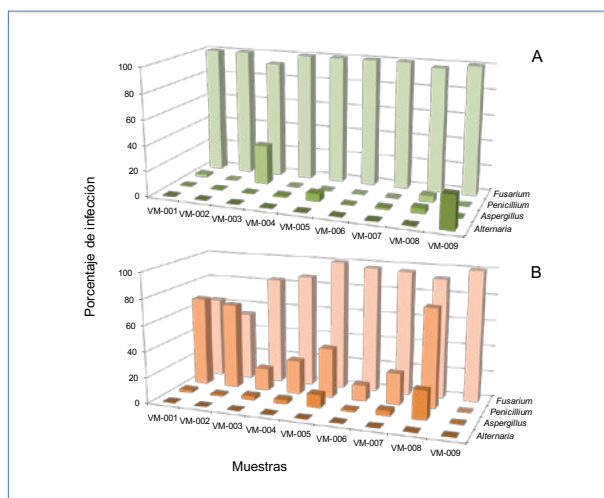 A
Porcentaje de infección
100
80
60
40
20
0
VM-001
VM-002
VM-003
VM-004
VM-005
VM-006
VM-007
VM-008
VM-009
Fusarium
Penicillium
Aspergillus
Alternaria
B
100
80
60
40
20
0
VM-001
VM-002
VM-003
VM-004
VM-005
VM-006
VM-007
VM-008
VM-009
Fusarium
Penicillium
Aspergillus
Alternaria
Muestras